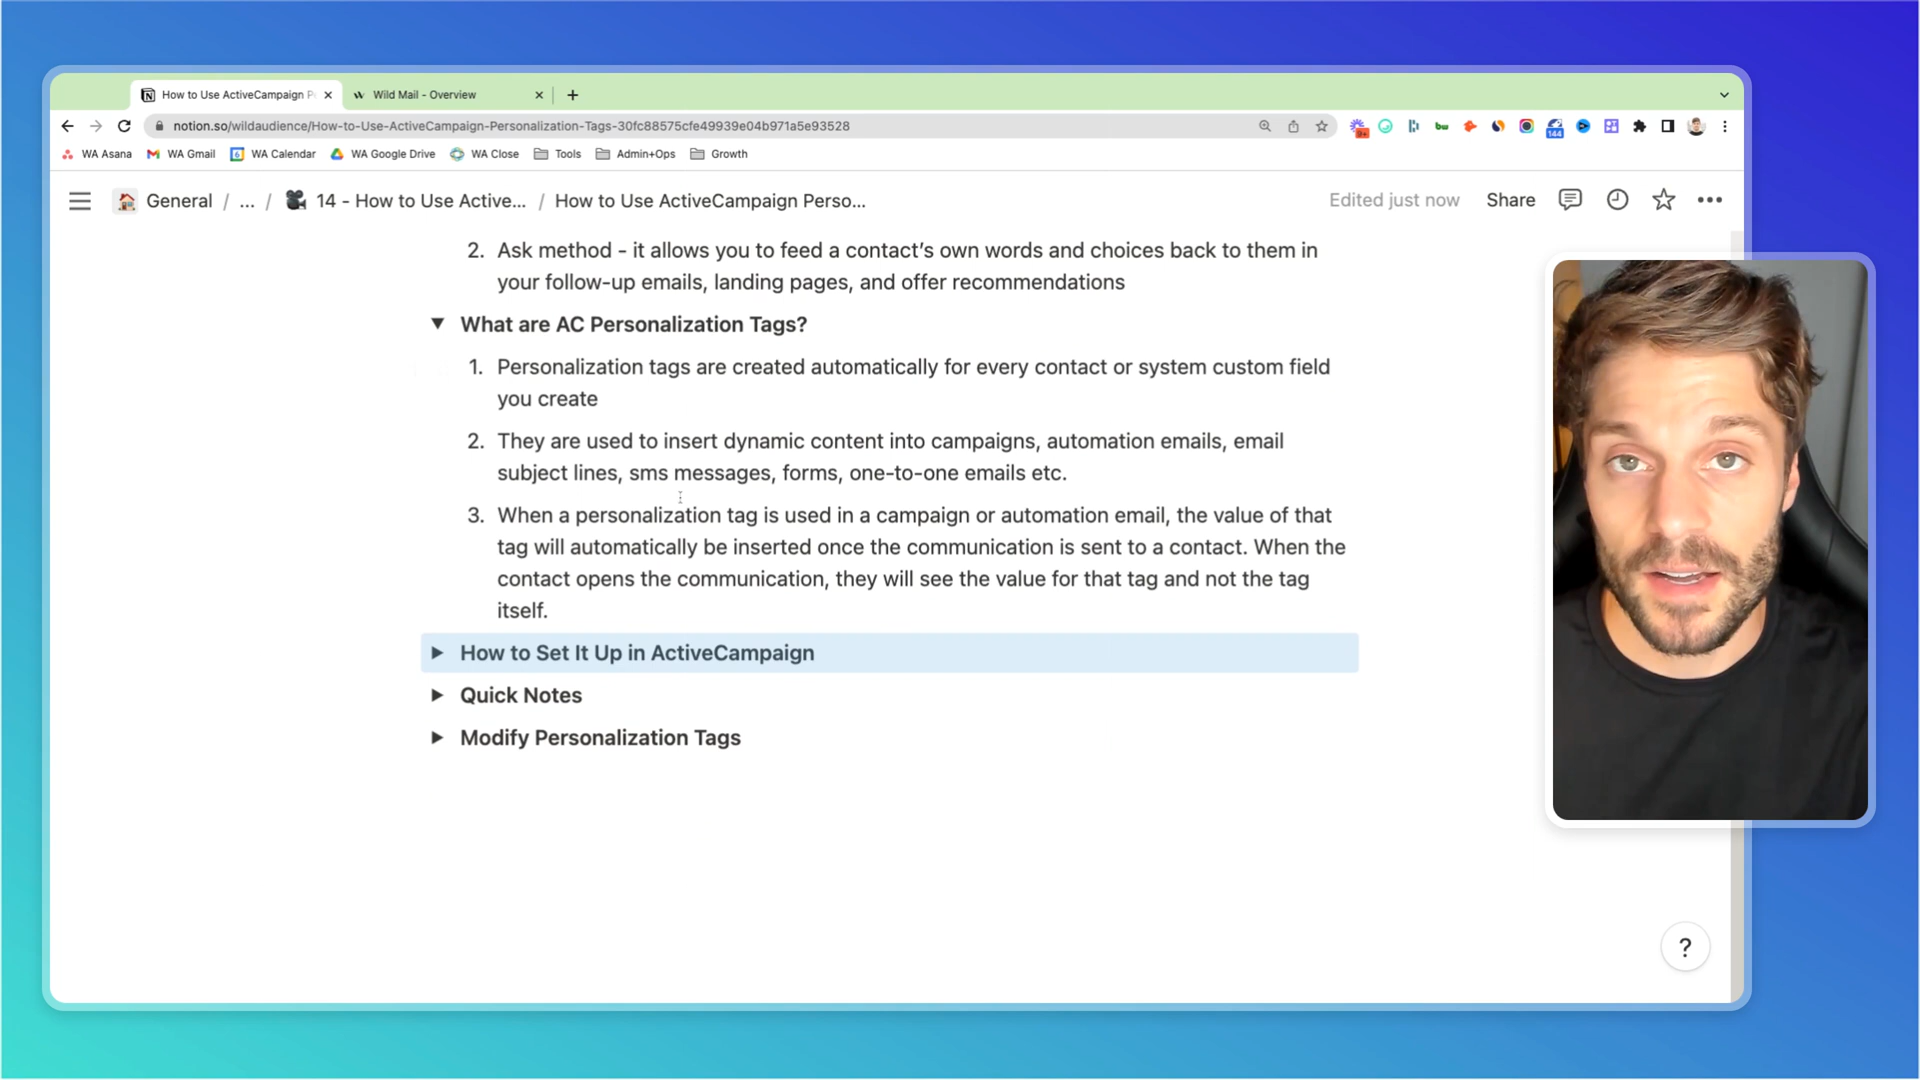 How to Use ActiveCampaign P
Wild Mail - Overview
notion.so/wildaudience/How-to-Use-ActiveCampaign-Personalization-Tags-30fc88575cfe49939e04b971a5e93528
9+
bw
144
WA Asana
WA Gmail
WA Calendar
WA Google Drive
WA Close
Tools
Admin+Ops
Growth
General / ... / 14 - How to Use Active... / How to Use ActiveCampaign Perso...
Edited just now
Share
2. Ask method - it allows you to feed a contact's own words and choices back to them in
your follow-up emails, landing pages, and offer recommendations
What are AC Personalization Tags?
1. Personalization tags are created automatically for every contact or system custom field
you create
2. They are used to insert dynamic content into campaigns, automation emails, email
subject lines, sms messages, forms, one-to-one emails etc.
3. When a personalization tag is used in a campaign or automation email, the value of that
tag will automatically be inserted once the communication is sent to a contact. When the
contact opens the communication, they will see the value for that tag and not the tag
itself.
How to Set It Up in ActiveCampaign
Quick Notes
Modify Personalization Tags
?